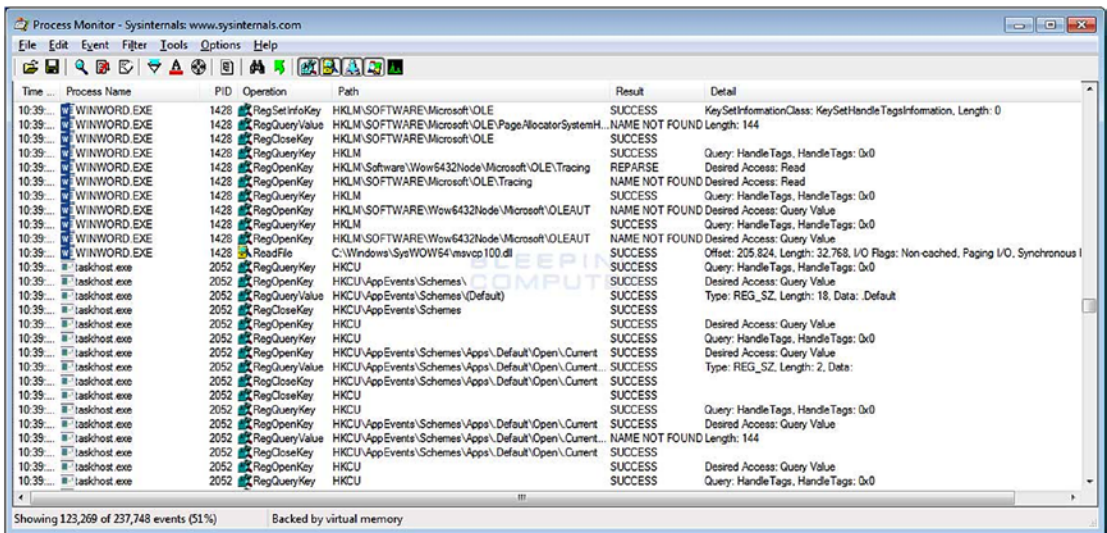 Process Monitor - Sysinternals: www.sysinternals.com
File Edit Event Filter Tools Options Help
Time ... Process Name PID Operation Path Result Detail
10:39:... WINWORD.EXE 1428 RegSetInfoKey HKLM\SOFTWARE\Microsoft\OLE SUCCESS KeySetInformationClass: KeySetHandleTagsInformation, Length: 0
10:39:... WINWORD.EXE 1428 RegQueryValue HKLM\SOFTWARE\Microsoft\OLE\PageAllocatorSystemH... NAME NOT FOUND Length: 144
10:39:... WINWORD.EXE 1428 RegCloseKey HKLM\SOFTWARE\Microsoft\OLE SUCCESS
10:39:... WINWORD.EXE 1428 RegQueryKey HKLM SUCCESS Query: HandleTags, HandleTags: 0x0
10:39:... WINWORD.EXE 1428 RegOpenKey HKLM\Software\Wow6432Node\Microsoft\OLE\Tracing REPARSE Desired Access: Read
10:39:... WINWORD.EXE 1428 RegOpenKey HKLM\SOFTWARE\Microsoft\OLE\Tracing NAME NOT FOUND Desired Access: Read
10:39:... WINWORD.EXE 1428 RegQueryKey HKLM SUCCESS Query: HandleTags, HandleTags: 0x0
10:39:... WINWORD.EXE 1428 RegOpenKey HKLM\SOFTWARE\Wow6432Node\Microsoft\OLEAUT NAME NOT FOUND Desired Access: Query Value
10:39:... WINWORD.EXE 1428 RegQueryKey HKLM SUCCESS Query: HandleTags, HandleTags: 0x0
10:39:... WINWORD.EXE 1428 RegOpenKey HKLM\SOFTWARE\Wow6432Node\Microsoft\OLEAUT NAME NOT FOUND Desired Access: Query Value
10:39:... WINWORD.EXE 1428 ReadFile C:\Windows\SysWOW64\msvcp100.dll SUCCESS Offset: 205,824, Length: 32,768, I/O Flags: Non-cached, Paging I/O, Synchronous I
10:39:... taskhost.exe 2052 RegQueryKey HKCU SUCCESS Query: HandleTags, HandleTags: 0x0
10:39:... taskhost.exe 2052 RegOpenKey HKCU\AppEvents\Schemes\ SUCCESS Desired Access: Query Value
10:39:... taskhost.exe 2052 RegQueryValue HKCU\AppEvents\Schemes\(Default) SUCCESS Type: REG_SZ, Length: 18, Data: .Default
10:39:... taskhost.exe 2052 RegCloseKey HKCU\AppEvents\Schemes SUCCESS
10:39:... taskhost.exe 2052 RegOpenKey HKCU SUCCESS Desired Access: Query Value
10:39:... taskhost.exe 2052 RegQueryKey HKCU SUCCESS Query: HandleTags, HandleTags: 0x0
10:39:... taskhost.exe 2052 RegOpenKey HKCU\AppEvents\Schemes\Apps\.Default\Open\.Current SUCCESS Desired Access: Query Value
10:39:... taskhost.exe 2052 RegQueryValue HKCU\AppEvents\Schemes\Apps\.Default\Open\.Current... SUCCESS Type: REG_SZ, Length: 2, Data:
10:39:... taskhost.exe 2052 RegCloseKey HKCU SUCCESS
10:39:... taskhost.exe 2052 RegOpenKey HKCU SUCCESS
10:39:... taskhost.exe 2052 RegQueryKey HKCU SUCCESS Query: HandleTags, HandleTags: 0x0
10:39:... taskhost.exe 2052 RegOpenKey HKCU\AppEvents\Schemes\Apps\.Default\Open\.Current SUCCESS Desired Access: Query Value
10:39:... taskhost.exe 2052 RegQueryValue HKCU\AppEvents\Schemes\Apps\.Default\Open\.Current... NAME NOT FOUND Length: 144
10:39:... taskhost.exe 2052 RegCloseKey HKCU\AppEvents\Schemes\Apps\.Default\Open\.Current SUCCESS
10:39:... taskhost.exe 2052 RegOpenKey HKCU SUCCESS Desired Access: Query Value
10:39:... taskhost.exe 2052 RegQueryKey HKCU SUCCESS Query: HandleTags, HandleTags: 0x0
BLEEPIN
COMPUT
Showing 123,269 of 237,748 events (51%) Backed by virtual memory